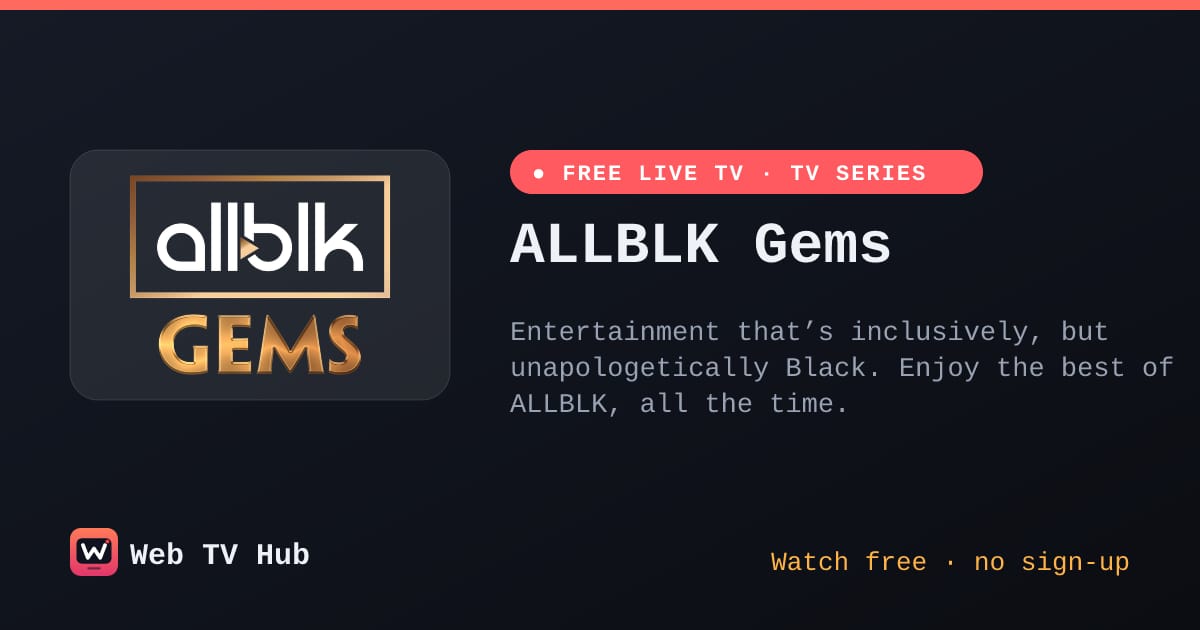 allblk
GEMS
● FREE LIVE TV · TV SERIES
ALLBLK Gems
Entertainment that’s inclusively, but
unapologetically Black. Enjoy the best of
ALLBLK, all the time.
W
Web TV Hub
Watch free · no sign-up